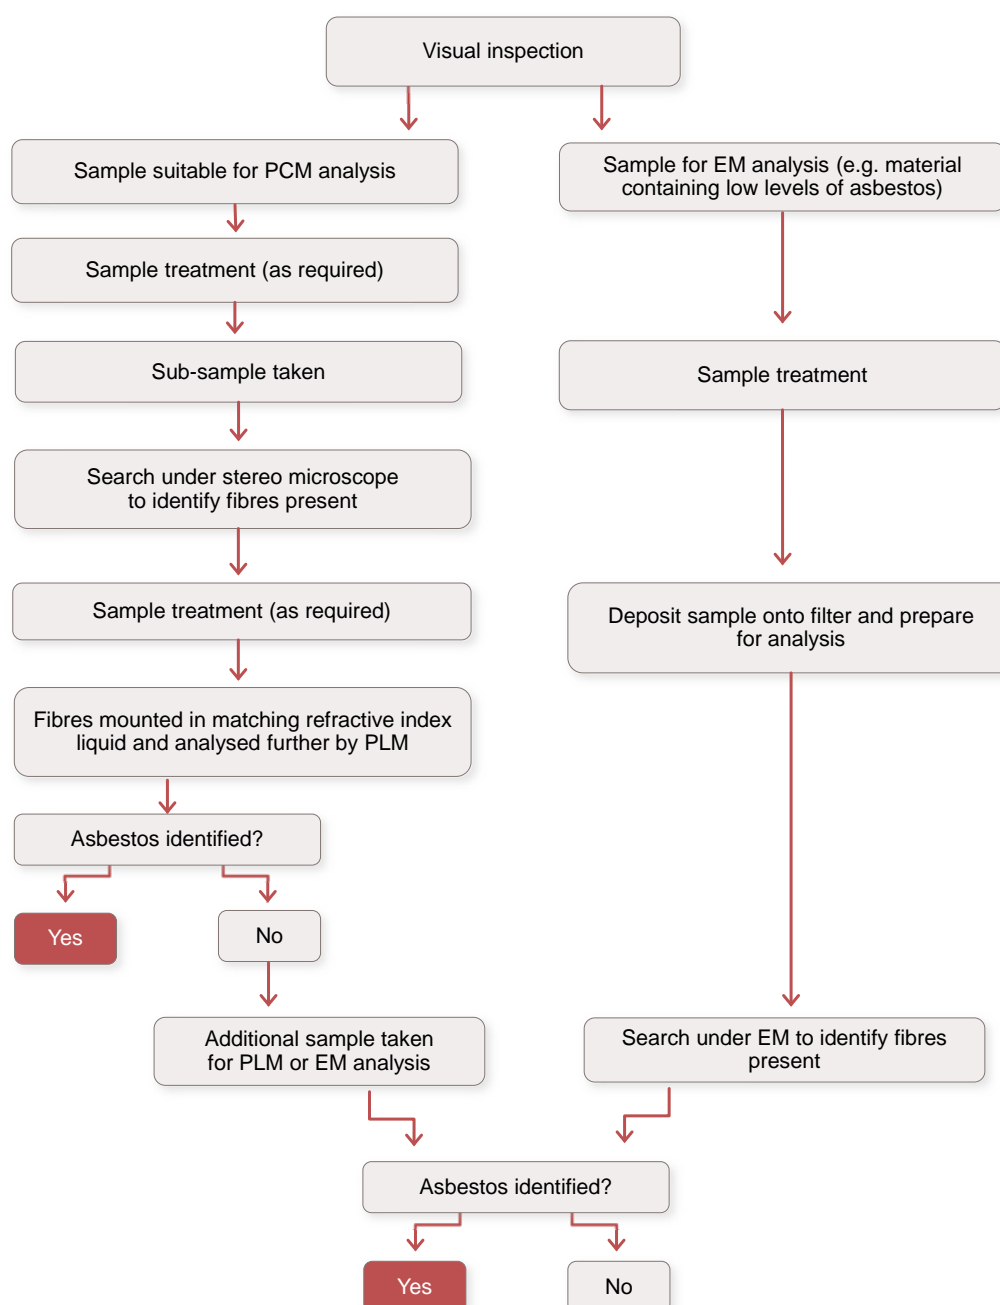 Visual inspection
Sample suitable for PCM analysis
Sample for EM analysis (e.g. material
containing low levels of asbestos)
Sample treatment (as required)
Sub-sample taken
Sample treatment
Search under stereo microscope
to identify fibres present
Sample treatment (as required)
Deposit sample onto filter and prepare
for analysis
Fibres mounted in matching refractive index
liquid and analysed further by PLM
Asbestos identified?
Yes
No
Additional sample taken
for PLM or EM analysis
Search under EM to identify fibres
present
Asbestos identified?
Yes
No